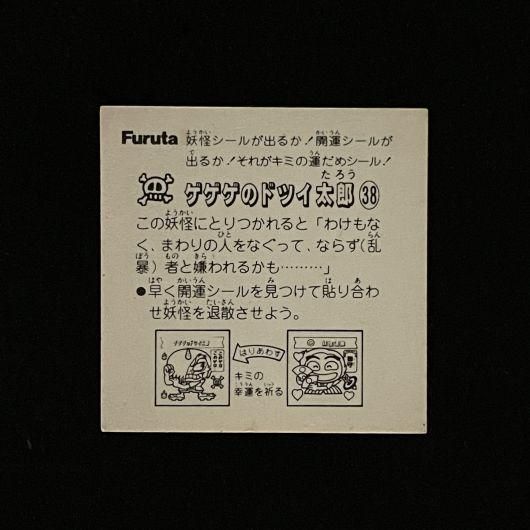 Furuta 妖怪シールが出るか！開運シールが
出るか！それがキミの運だめシール！
ゲゲゲのドツイ太郎 38
この妖怪にとりつかれると「わけもな
く、まわりの人をなぐって、ならず(乱
暴）者と嫌われるかも………」
●早く開運シールを見つけて貼り合わ
せ妖怪を退散させよう。
はりあわす
キミの
幸運を祈る